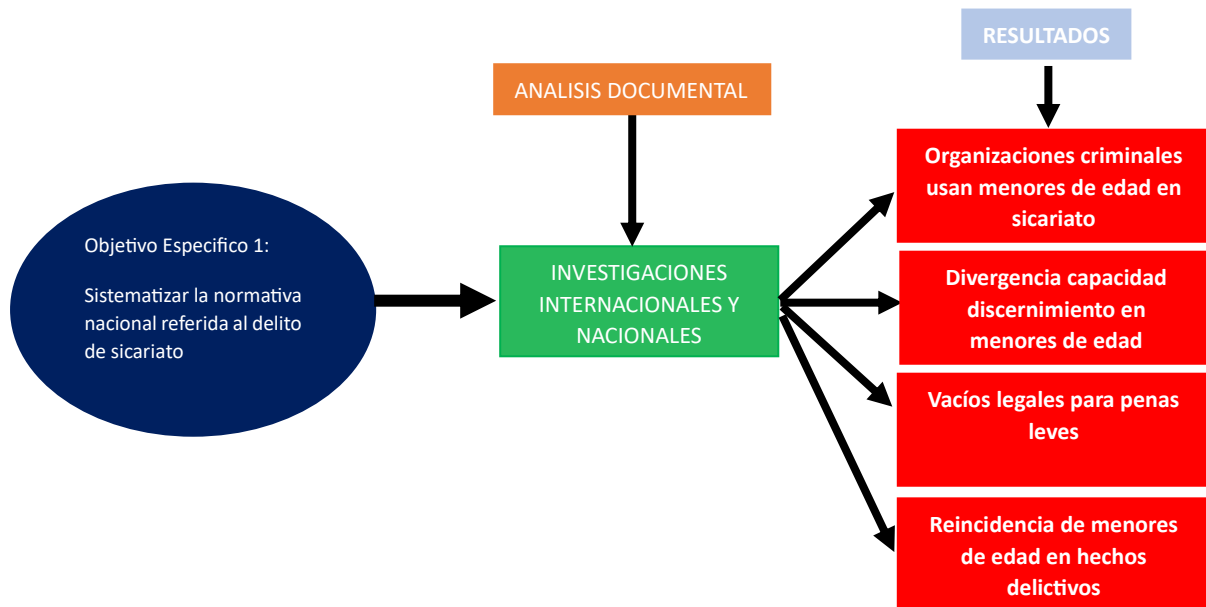 RESULTADOS
ANALISIS DOCUMENTAL
Objetivo Especifico 1:
Sistematizar la normativa
nacional referida al delito
de sicariato
INVESTIGACIONES
INTERNACIONALES Y
NACIONALES
Organizaciones criminales
usan menores de edad en
sicariato
Divergencia capacidad
discernimiento en
menores de edad
Vacíos legales para penas
leves
Reincidencia de menores
de edad en hechos
delictivos